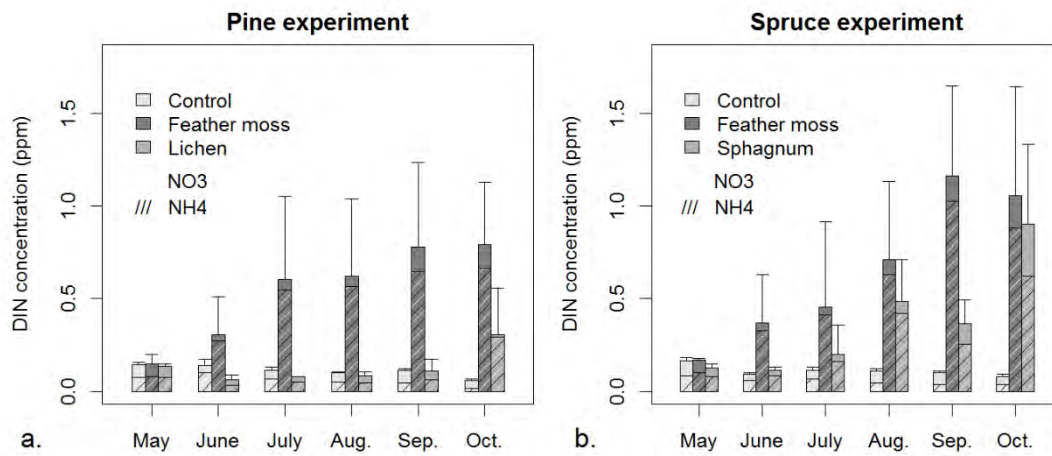 Pine experiment
DIN concentration (ppm)
0.0 0.5 1.0 1.5
Control
Feather moss
Lichen
NO3
/// NH4
May June July Aug. Sep. Oct.
a.
Spruce experiment
DIN concentration (ppm)
0.0 0.5 1.0 1.5
Control
Feather moss
Sphagnum
NO3
/// NH4
May June July Aug. Sep. Oct.
b.